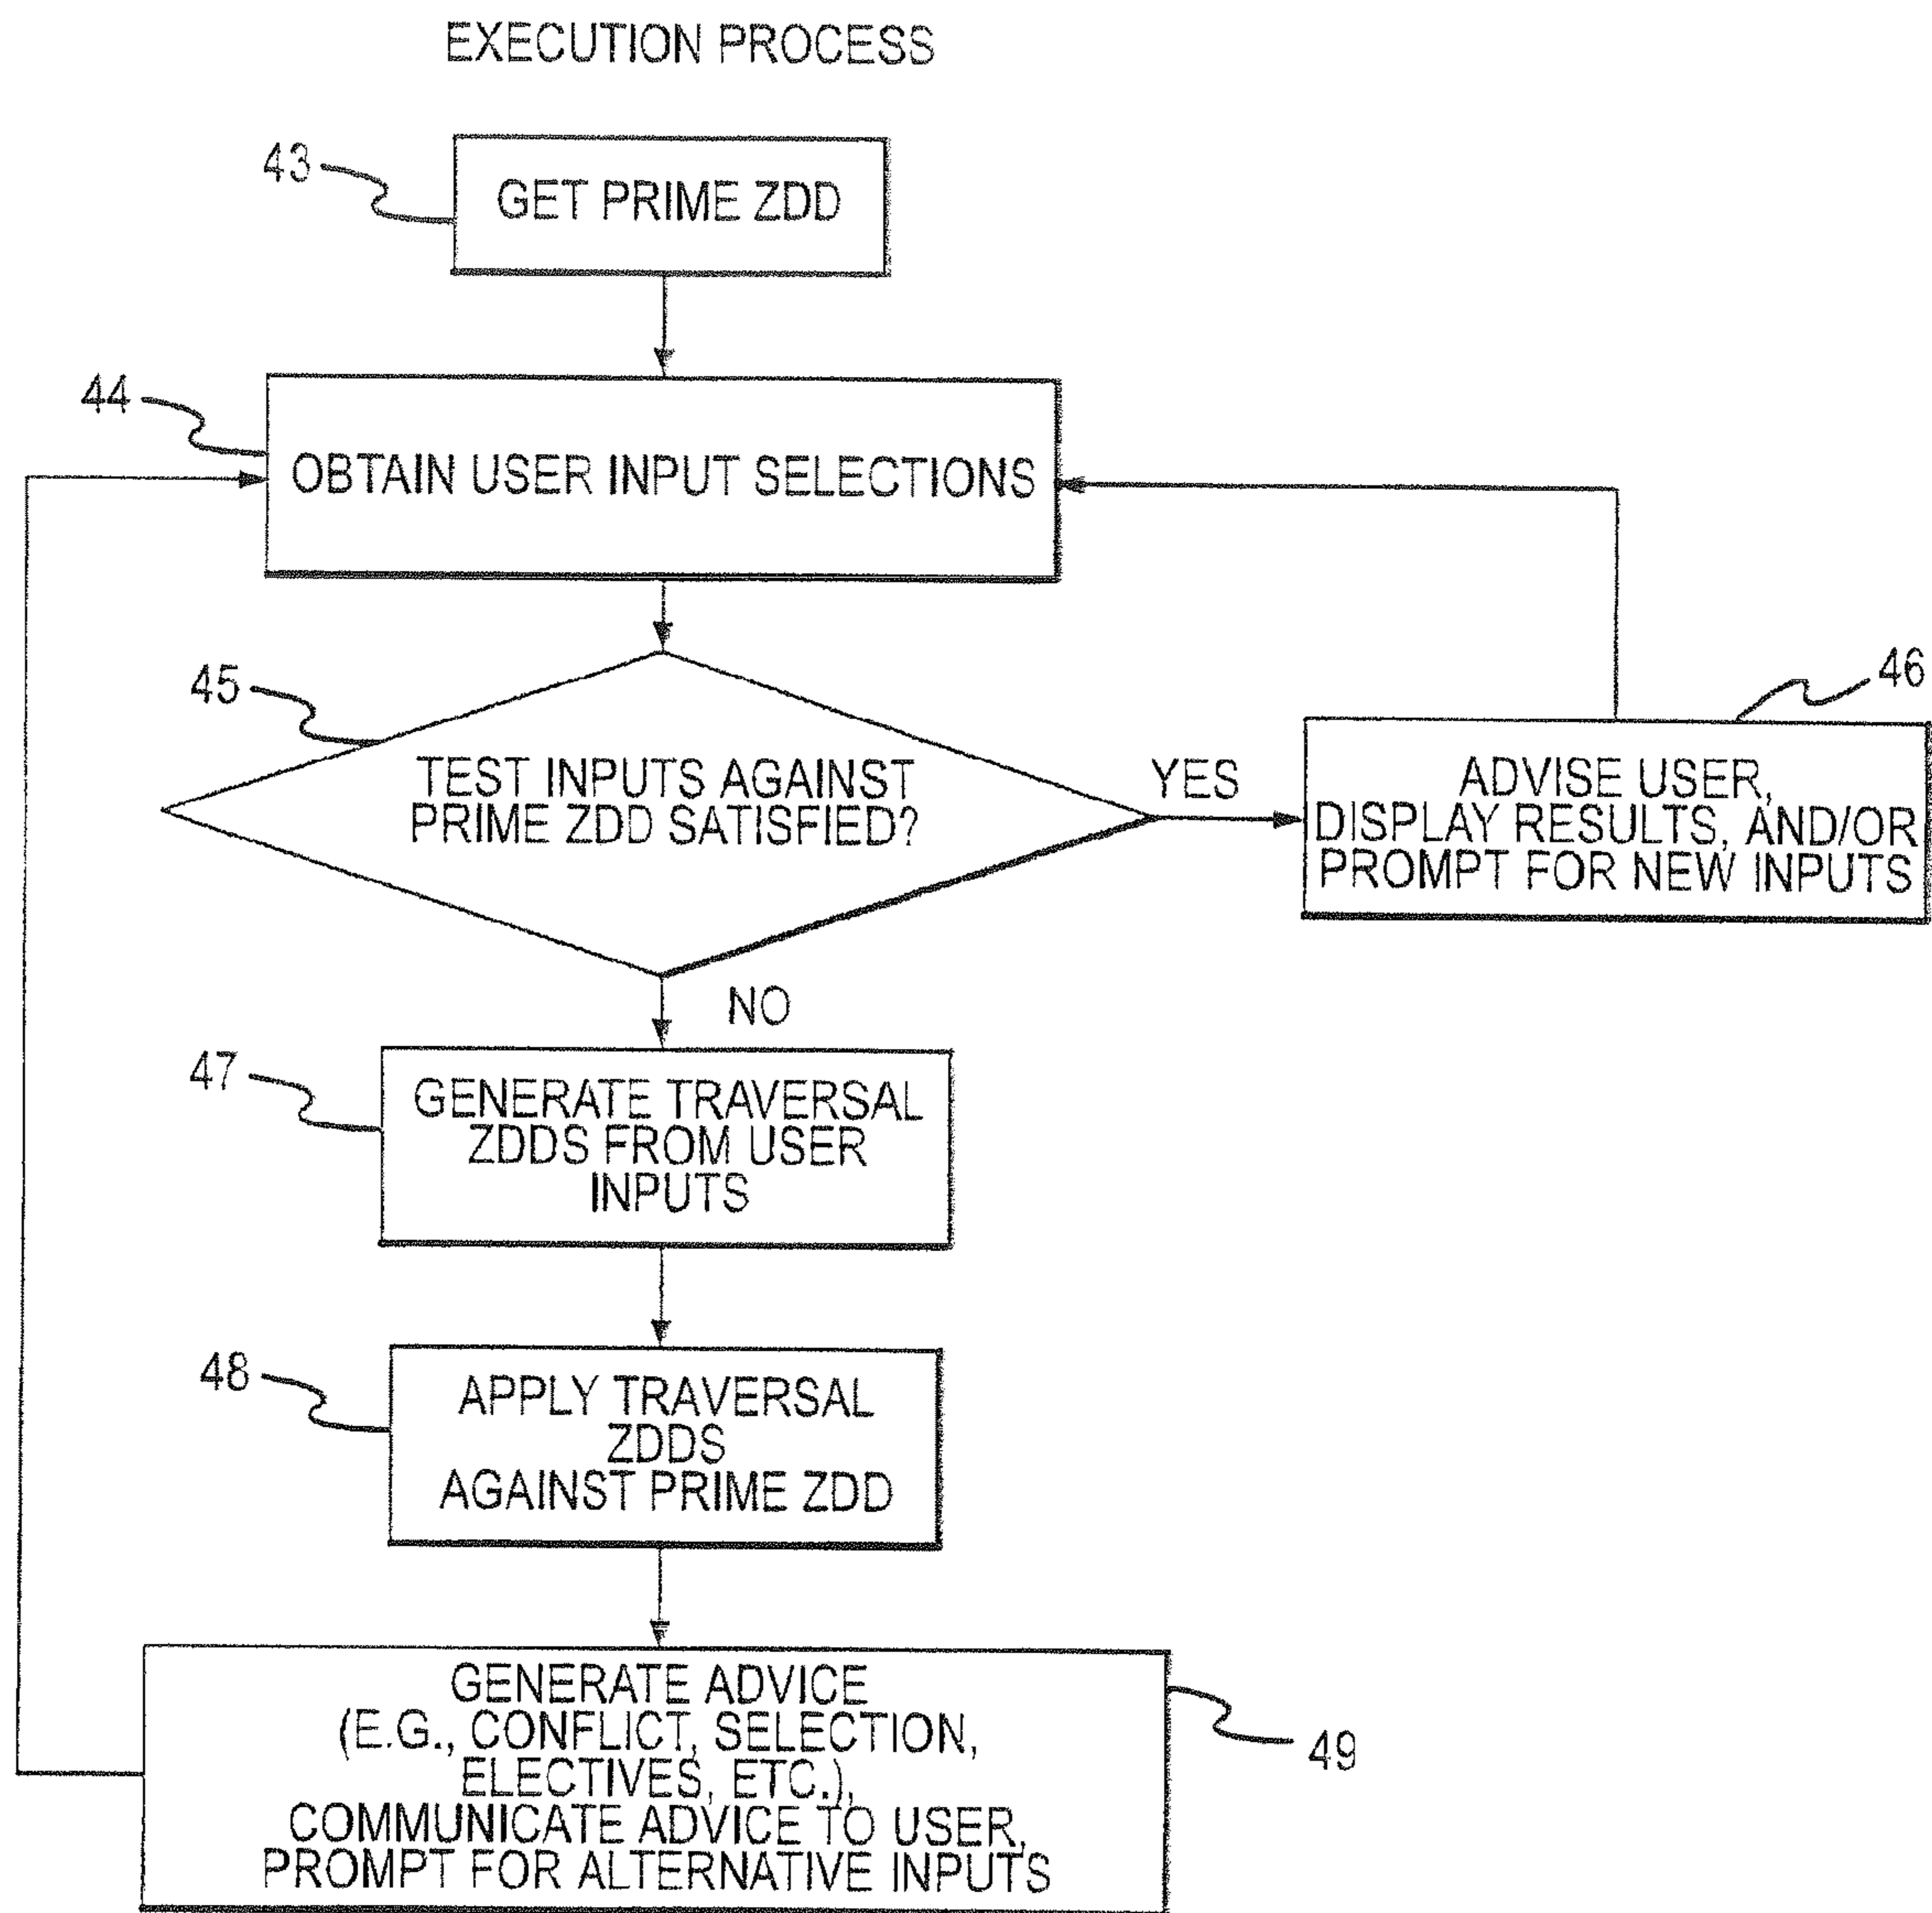 EXECUTION PROCESS
43
GET PRIME ZDD
44
OBTAIN USER INPUT SELECTIONS
45
TEST INPUTS AGAINST
PRIME ZDD SATISFIED?
YES
46
ADVISE USER,
DISPLAY RESULTS, AND/OR
PROMPT FOR NEW INPUTS
NO
47
GENERATE TRAVERSAL
ZDDS FROM USER
INPUTS
48
APPLY TRAVERSAL
ZDDS
AGAINST PRIME ZDD
GENERATE ADVICE
(E.G., CONFLICT, SELECTION,
ELECTIVES, ETC.),
COMMUNICATE ADVICE TO USER,
PROMPT FOR ALTERNATIVE INPUTS
49